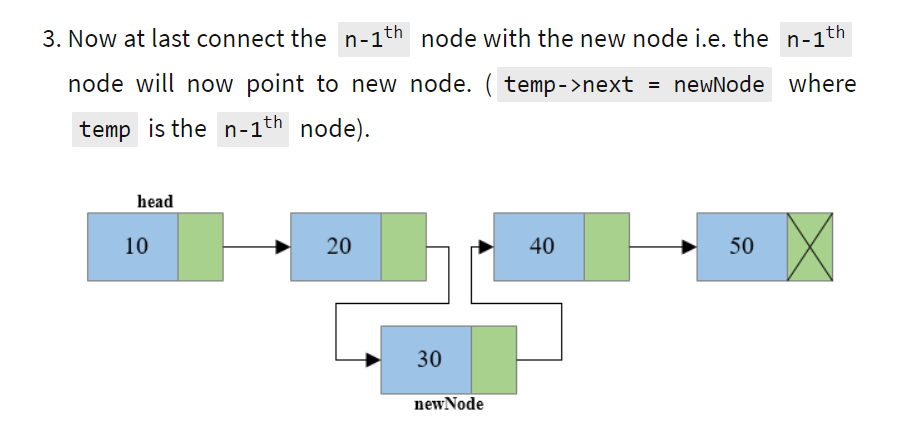 3. Now at last connect the n-1th node with the new node i.e. the n-1th
node will now point to new node. ( temp->next = newNode where
temp is the n-1th node).
head
10 20 40 50
30
newNode